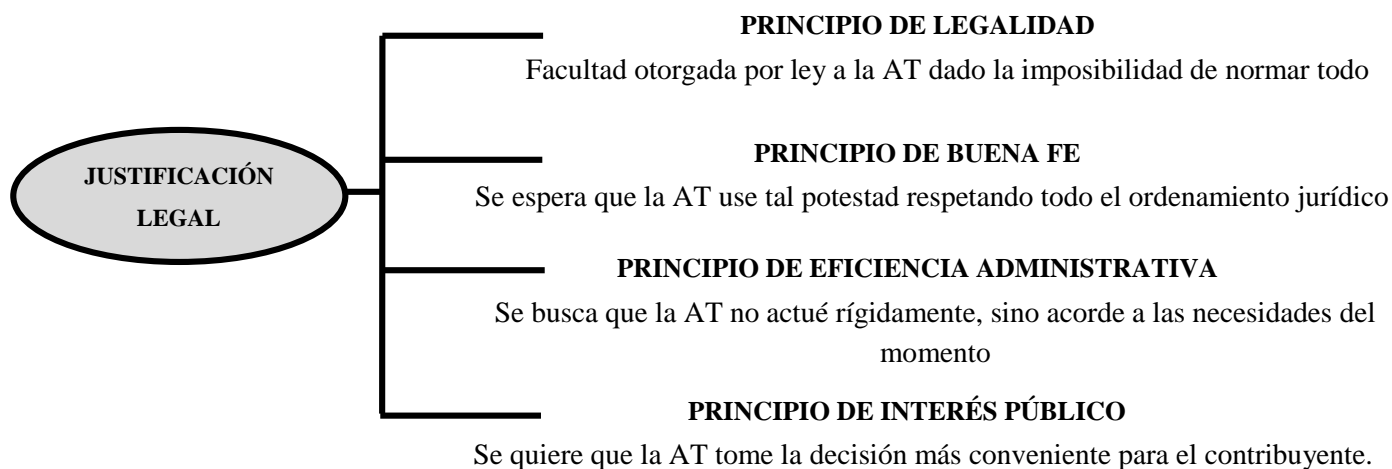 PRINCIPIO DE LEGALIDAD
Facultad otorgada por ley a la AT dado la imposibilidad de normar todo
JUSTIFICACIÓN
LEGAL
PRINCIPIO DE BUENA FE
Se espera que la AT use tal potestad respetando todo el ordenamiento jurídico
PRINCIPIO DE EFICIENCIA ADMINISTRATIVA
Se busca que la AT no actué rígidamente, sino acorde a las necesidades del
momento
PRINCIPIO DE INTERÉS PÚBLICO
Se quiere que la AT tome la decisión más conveniente para el contribuyente.